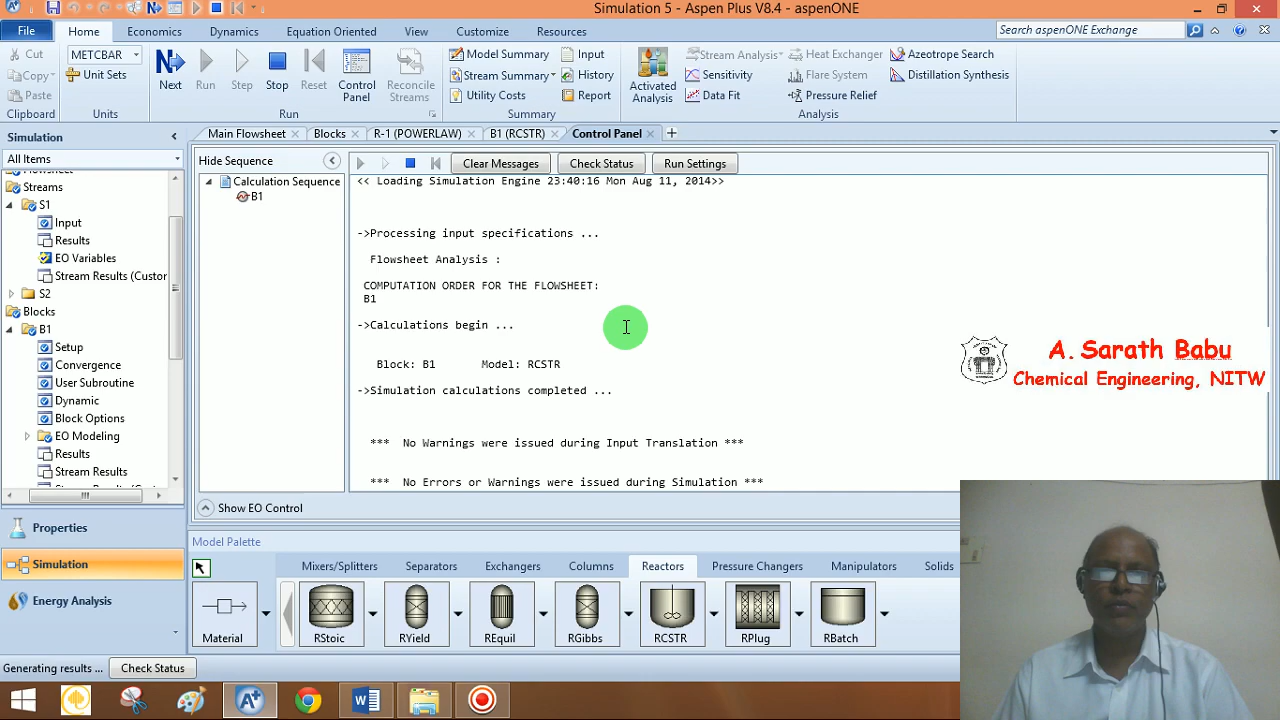 Simulation 5 - Aspen Plus V8.4 - aspenONE
File
Home
Economics
Dynamics
Equation Oriented
View
Customize
Resources
Search aspenONE Exchange
Cut
Copy
Paste
Clipboard
METCBAR
Unit Sets
Units
Next
Run
Step
Stop
Reset
Control Panel
Reconcile Streams
Run
Model Summary
Input
Stream Summary
History
Utility Costs
Report
Summary
Activated Analysis
Stream Analysis
Heat Exchanger
Azeotrope Search
Sensitivity
Flare System
Distillation Synthesis
Data Fit
Pressure Relief
Analysis
Simulation
All Items
Streams
S1
Input
Results
EO Variables
Stream Results (Custor
S2
Blocks
B1
Setup
Convergence
User Subroutine
Dynamic
Block Options
EO Modeling
Results
Stream Results
Properties
Simulation
Energy Analysis
Main Flowsheet
Blocks
R-1 (POWERLAW)
B1 (RCSTR)
Control Panel
Hide Sequence
Clear Messages
Check Status
Run Settings
Calculation Sequence
B1
<< Loading Simulation Engine 23:40:16 Mon Aug 11, 2014>>
->Processing input specifications ...
Flowsheet Analysis :
COMPUTATION ORDER FOR THE FLOWSHEET:
B1
->Calculations begin ...
Block: B1 Model: RCSTR
->Simulation calculations completed ...
*** No Warnings were issued during Input Translation ***
*** No Errors or Warnings were issued during Simulation ***
A. Sarath Babu
Chemical Engineering, NITW
Show EO Control
Model Palette
Mixers/Splitters
Separators
Exchangers
Columns
Reactors
Pressure Changers
Manipulators
Solids
Material
RStoic
RYield
REquil
RGibbs
RCSTR
RPlug
RBatch
Generating results ...
Check Status